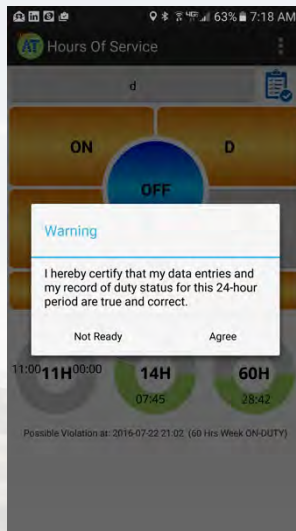 63% 7:18 AM
AT Hours Of Service
d
ON D
OFF
Warning
I hereby certify that my data entries and
my record of duty status for this 24-hour
period are true and correct.
Not Ready Agree
11:00 11H 00:00 14H 60H
07:45 28:42
Possible Violation at: 2016-07-22 21:02 (60 Hrs Week ON-DUTY)